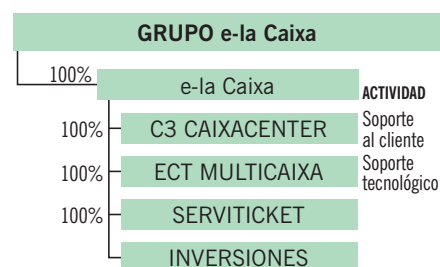 GRUPO e-la Caixa
100%
e-la Caixa
ACTIVIDAD
100%
C3 CAIXACENTER
Soporte
al cliente
100%
ECT MULTICAIXA
Soporte
tecnológico
100%
SERVITICKET
INVERSIONES